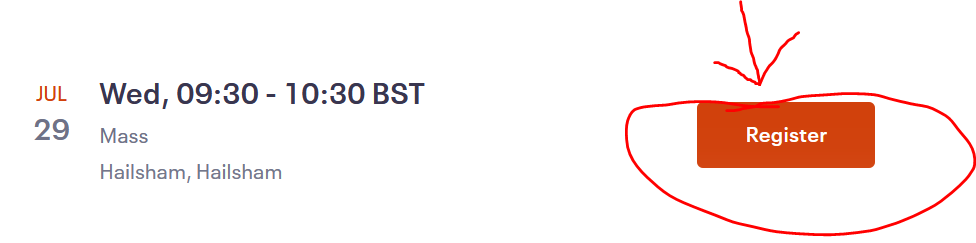 JUL
29
Wed, 09:30 - 10:30 BST
Mass
Hailsham, Hailsham
Register